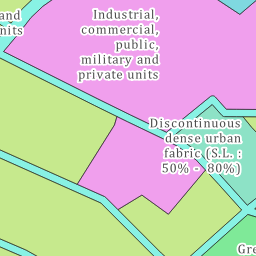 and
nits
Industrial,
commercial,
public,
military and
private units
Discontinuous
dense urban
fabric (S.L. :
50% - 80%)
Gre